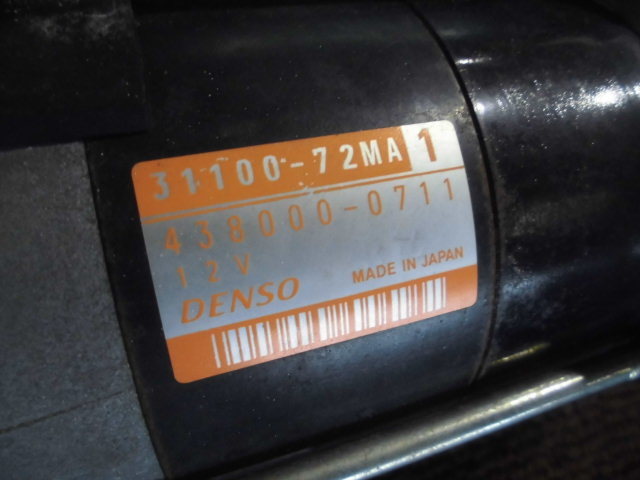 31100-72MA 1
438000-0711
12V
DENSO MADE IN JAPAN